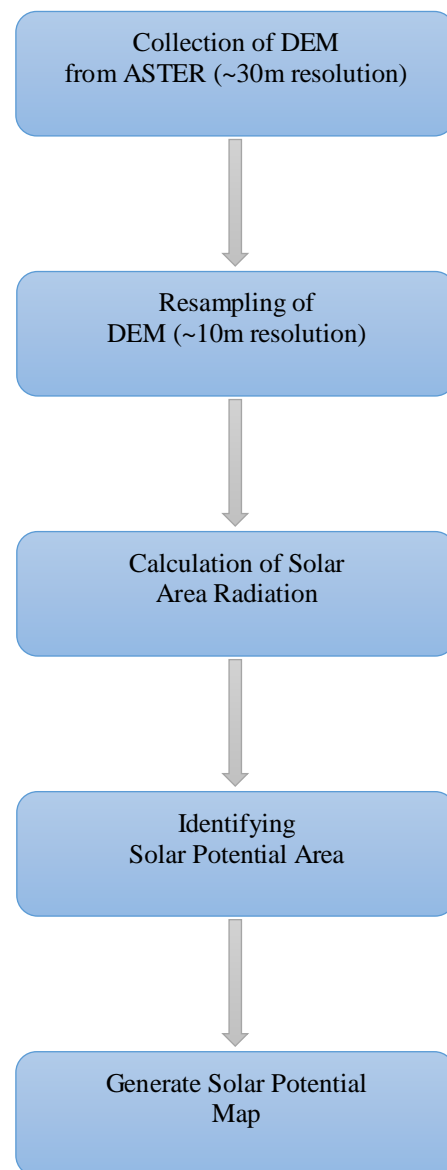 Collection of DEM
from ASTER (~30m resolution)
Resampling of
DEM (~10m resolution)
Calculation of Solar
Area Radiation
Identifying
Solar Potential Area
Generate Solar Potential
Map